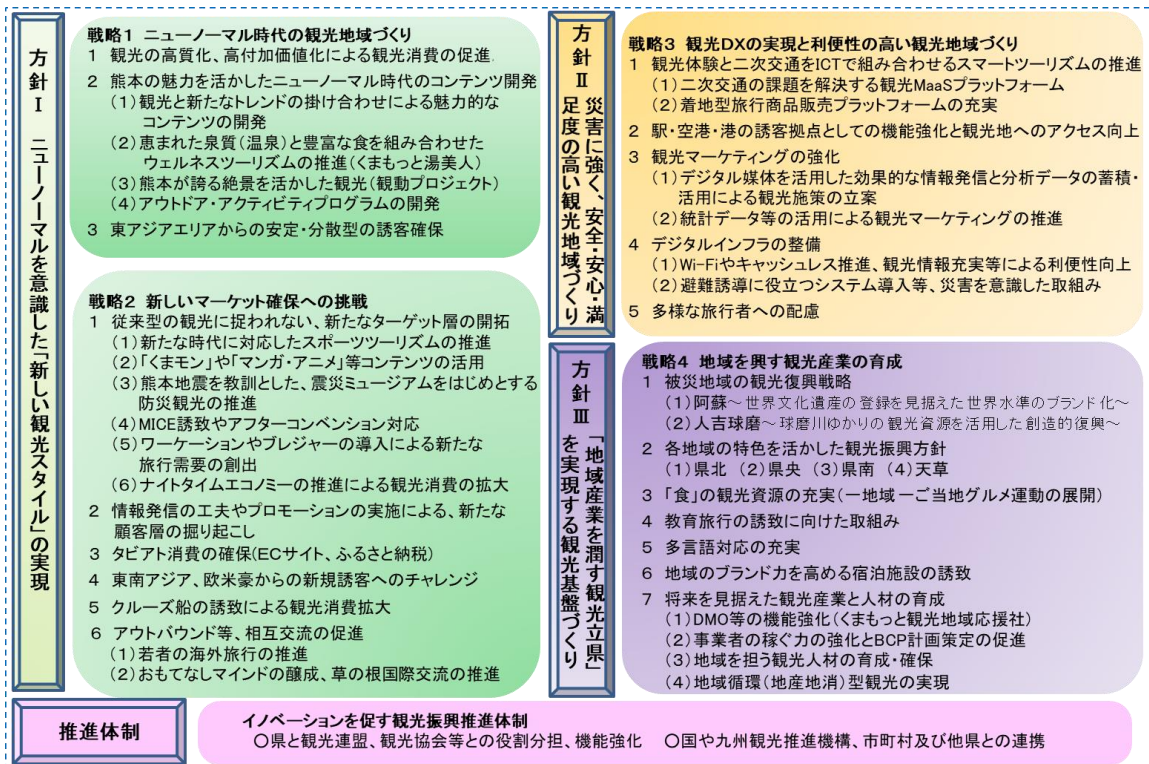 方針Ⅰ ニューノーマルを意識した「新しい観光スタイル」の実現
戦略1 ニューノーマル時代の観光地域づくり
1 観光の高質化、高付加価値化による観光消費の促進.
2 熊本の魅力を活かしたニューノーマル時代のコンテンツ開発
(1)観光と新たなトレンドの掛け合わせによる魅力的な
コンテンツの開発
(2)恵まれた泉質(温泉)と豊富な食を組み合わせた
ウェルネスツーリズムの推進(くまもっと湯美人)
(3)熊本が誇る絶景を活かした観光(観動プロジェクト)
(4)アウトドア・アクティビティプログラムの開発
3 東アジアエリアからの安定・分散型の誘客確保
戦略2 新しいマーケット確保への挑戦
1 従来型の観光に捉われない、新たなターゲット層の開拓
(1)新たな時代に対応したスポーツツーリズムの推進
(2)「くまモン」や「マンガ・アニメ」等コンテンツの活用
(3)熊本地震を教訓とした、震災ミュージアムをはじめとする
防災観光の推進
(4)MICE誘致やアフターコンベンション対応
(5)ワーケーションやブレジャーの導入による新たな
旅行需要の創出
(6)ナイトタイムエコノミーの推進による観光消費の拡大
2 情報発信の工夫やプロモーションの実施による、新たな
顧客層の掘り起こし
3 タビアト消費の確保(ECサイト、ふるさと納税)
4 東南アジア、欧米豪からの新規誘客へのチャレンジ
5 クルーズ船の誘致による観光消費拡大
6 アウトバウンド等、相互交流の促進
(1)若者の海外旅行の推進
(2)おもてなしマインドの醸成、草の根国際交流の推進
方針Ⅱ 災害に強く、安全・安心・満
足度の高い観光地域づくり
戦略3 観光DXの実現と利便性の高い観光地域づくり
1 観光体験と二次交通をICTで組み合わせるスマートツーリズムの推進
(1)二次交通の課題を解決する観光MaaSプラットフォーム
(2)着地型旅行商品販売プラットフォームの充実
2 駅・空港・港の誘客拠点としての機能強化と観光地へのアクセス向上
3 観光マーケティングの強化
(1)デジタル媒体を活用した効果的な情報発信と分析データの蓄積・
活用による観光施策の立案
(2)統計データ等の活用による観光マーケティングの推進
4 デジタルインフラの整備
(1)Wi-Fiやキャッシュレス推進、観光情報充実等による利便性向上
(2)避難誘導に役立つシステム導入等、災害を意識した取組み
5 多様な旅行者への配慮
方針Ⅲ 「地域産業を潤す観光立県」
を実現する観光基盤づくり
戦略4 地域を興す観光産業の育成
1 被災地域の観光復興戦略
(1)阿蘇～世界文化遺産の登録を見据えた世界水準のブランド化～
(2)人吉球磨～球磨川ゆかりの観光資源を活用した創造的復興～
2 各地域の特色を活かした観光振興方針
(1)県北 (2)県央 (3)県南 (4)天草
3 「食」の観光資源の充実(一地域一ご当地グルメ運動の展開)
4 教育旅行の誘致に向けた取組み
5 多言語対応の充実
6 地域のブランド力を高める宿泊施設の誘致
7 将来を見据えた観光産業と人材の育成
(1)DMO等の機能強化(くまもっと観光地域応援社)
(2)事業者の稼ぐ力の強化とBCP計画策定の促進
(3)地域を担う観光人材の育成・確保
(4)地域循環(地産地消)型観光の実現
推進体制
イノベーションを促す観光振興推進体制
○県と観光連盟、観光協会等との役割分担、機能強化 ○国や九州観光推進機構、市町村及び他県との連携